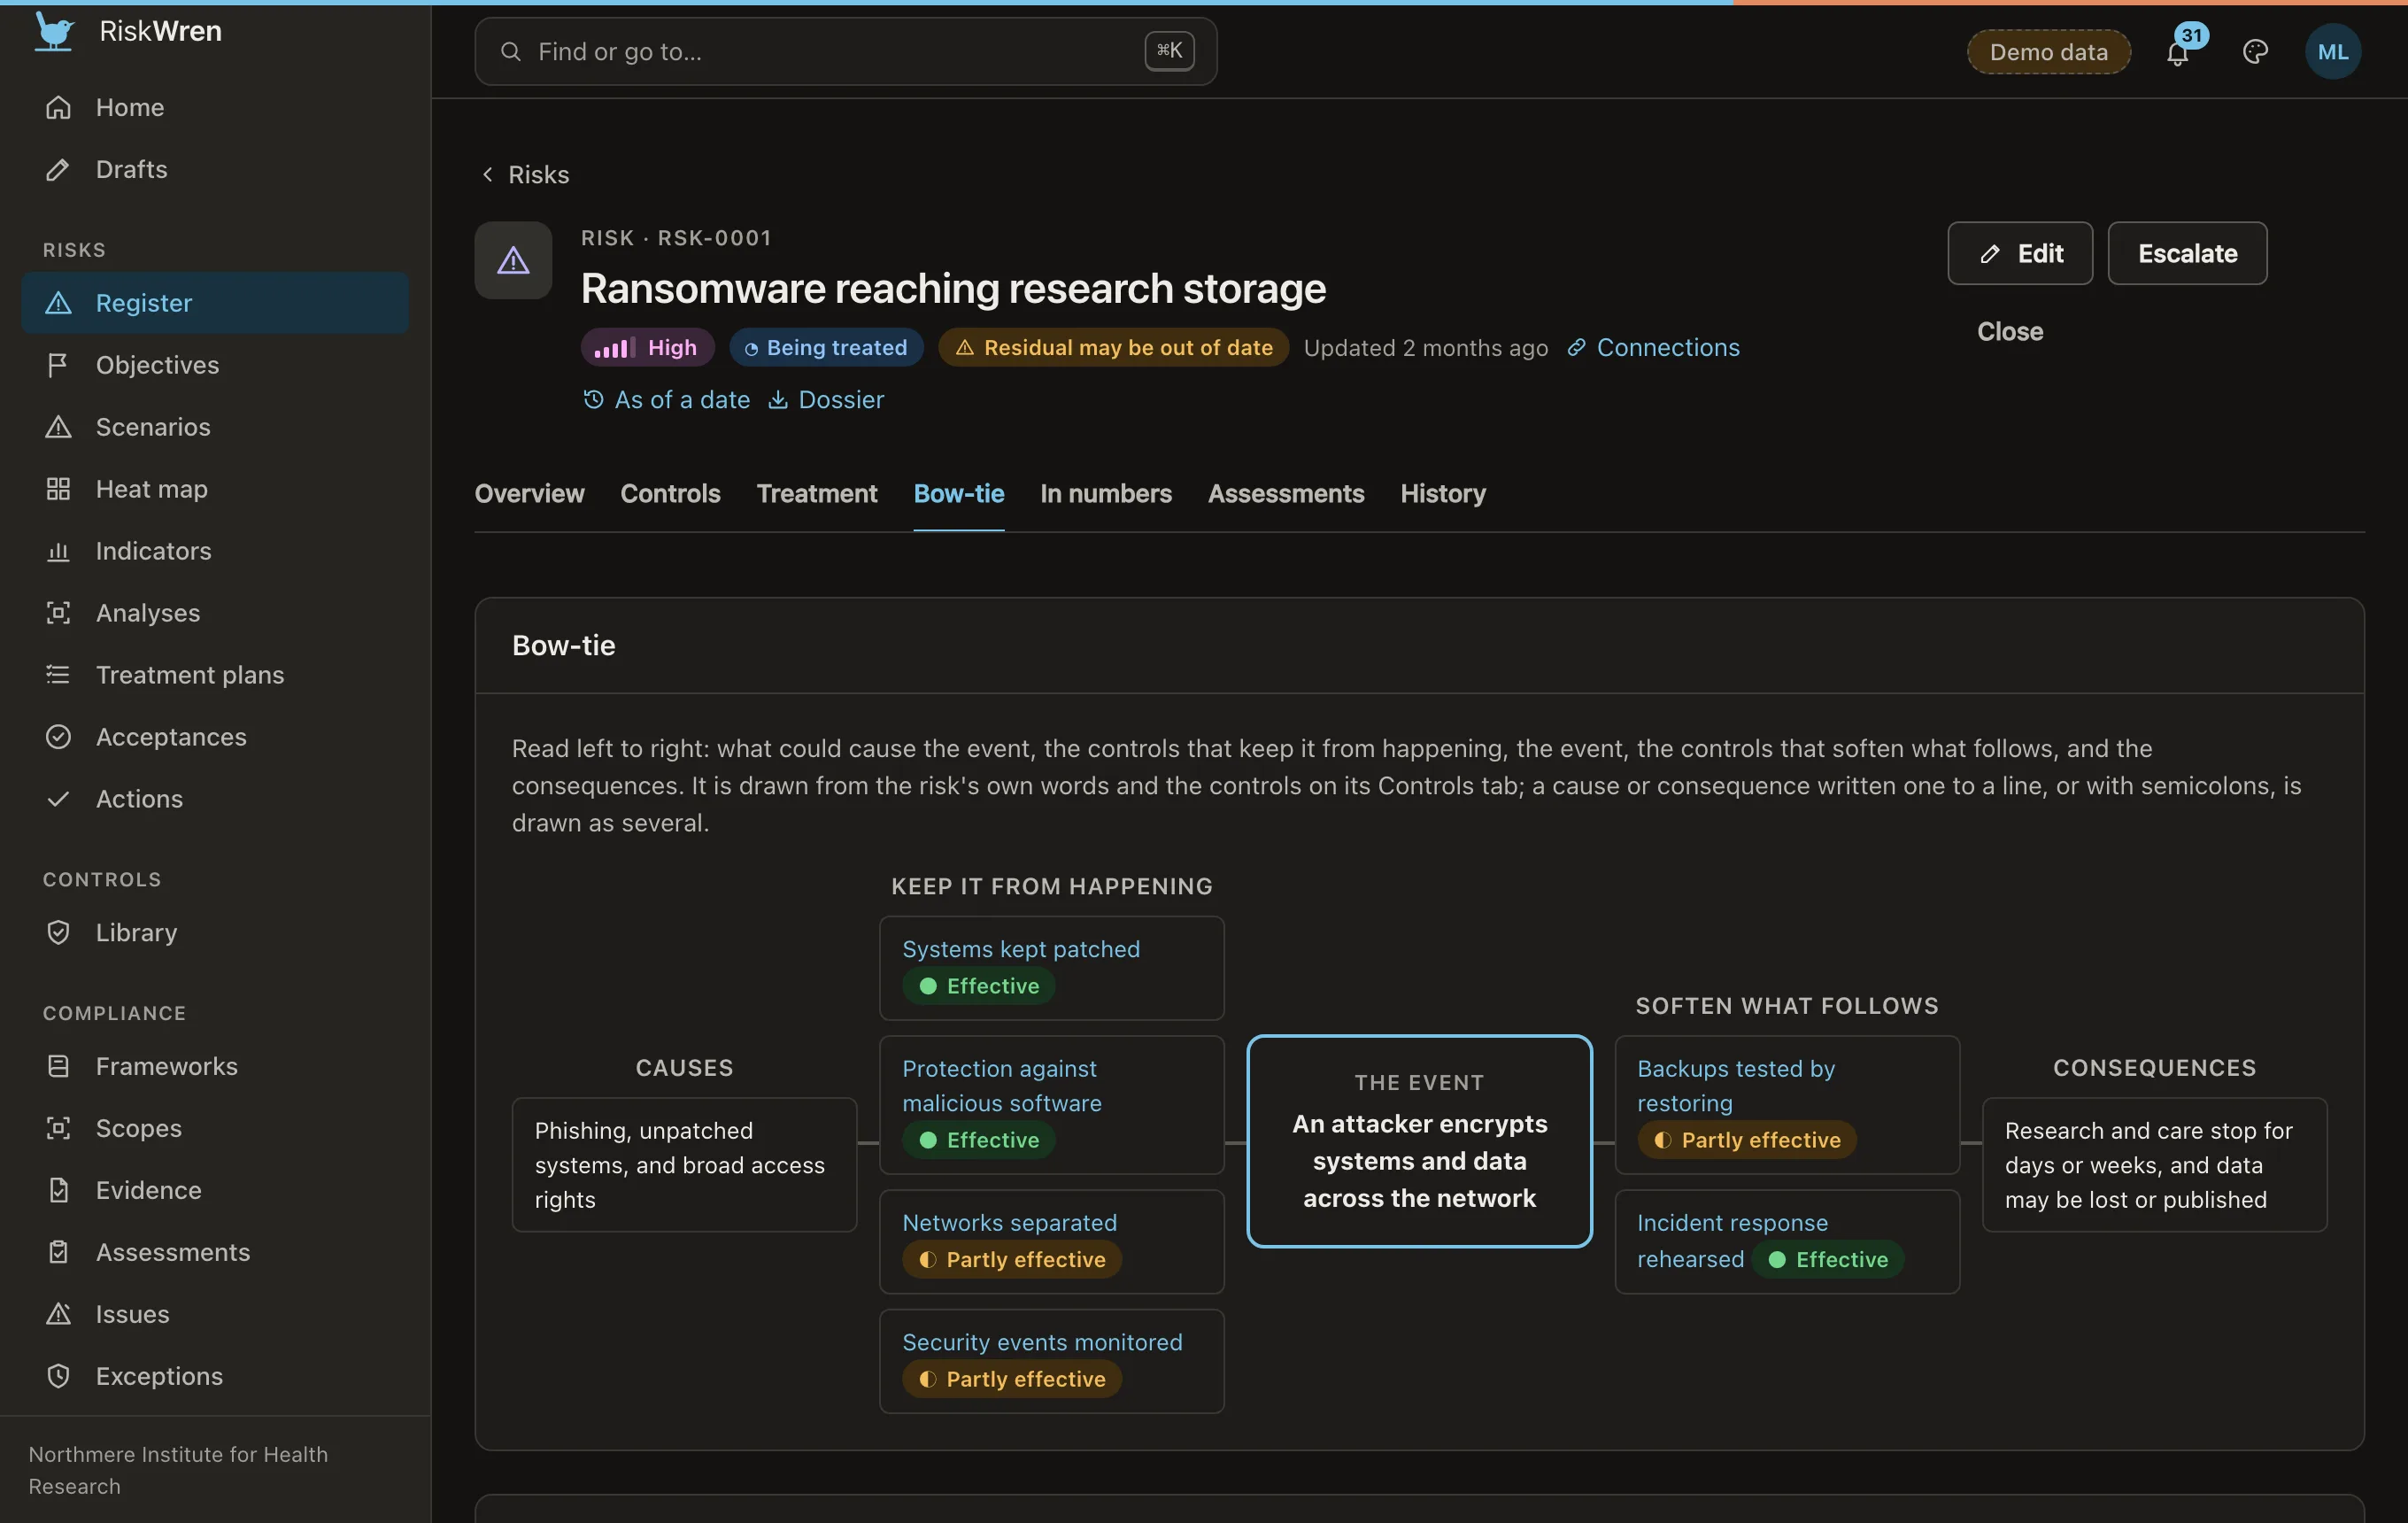 RiskWren
Find or go to...
⌘K
Demo data
31
ML
Home
Drafts
RISKS
Register
Objectives
Scenarios
Heat map
Indicators
Analyses
Treatment plans
Acceptances
Actions
CONTROLS
Library
COMPLIANCE
Frameworks
Scopes
Evidence
Assessments
Issues
Exceptions
Northmere Institute for Health
Research
Risks
RISK · RSK-0001
Ransomware reaching research storage
High
Being treated
Residual may be out of date
Updated 2 months ago
Connections
As of a date
Dossier
Edit
Escalate
Close
Overview
Controls
Treatment
Bow-tie
In numbers
Assessments
History
Bow-tie
Read left to right: what could cause the event, the controls that keep it from happening, the event, the controls that soften what follows, and the
consequences. It is drawn from the risk's own words and the controls on its Controls tab; a cause or consequence written one to a line, or with semicolons, is
drawn as several.
CAUSES
Phishing, unpatched
systems, and broad access
rights
KEEP IT FROM HAPPENING
Systems kept patched
Effective
Protection against
malicious software
Effective
Networks separated
Partly effective
Security events monitored
Partly effective
THE EVENT
An attacker encrypts
systems and data
across the network
SOFTEN WHAT FOLLOWS
Backups tested by
restoring
Partly effective
Incident response
rehearsed Effective
CONSEQUENCES
Research and care stop for
days or weeks, and data
may be lost or published